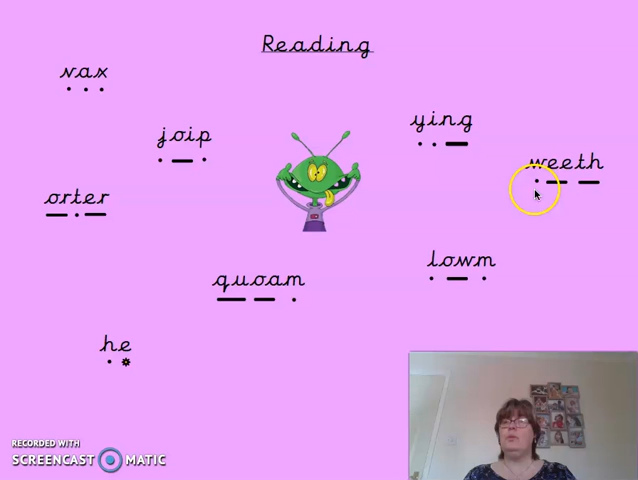 Reading
vax
joip
ying
weeth
orter
lowm
quoam
he
RECORDED WITH
SCREENCAST MATIC